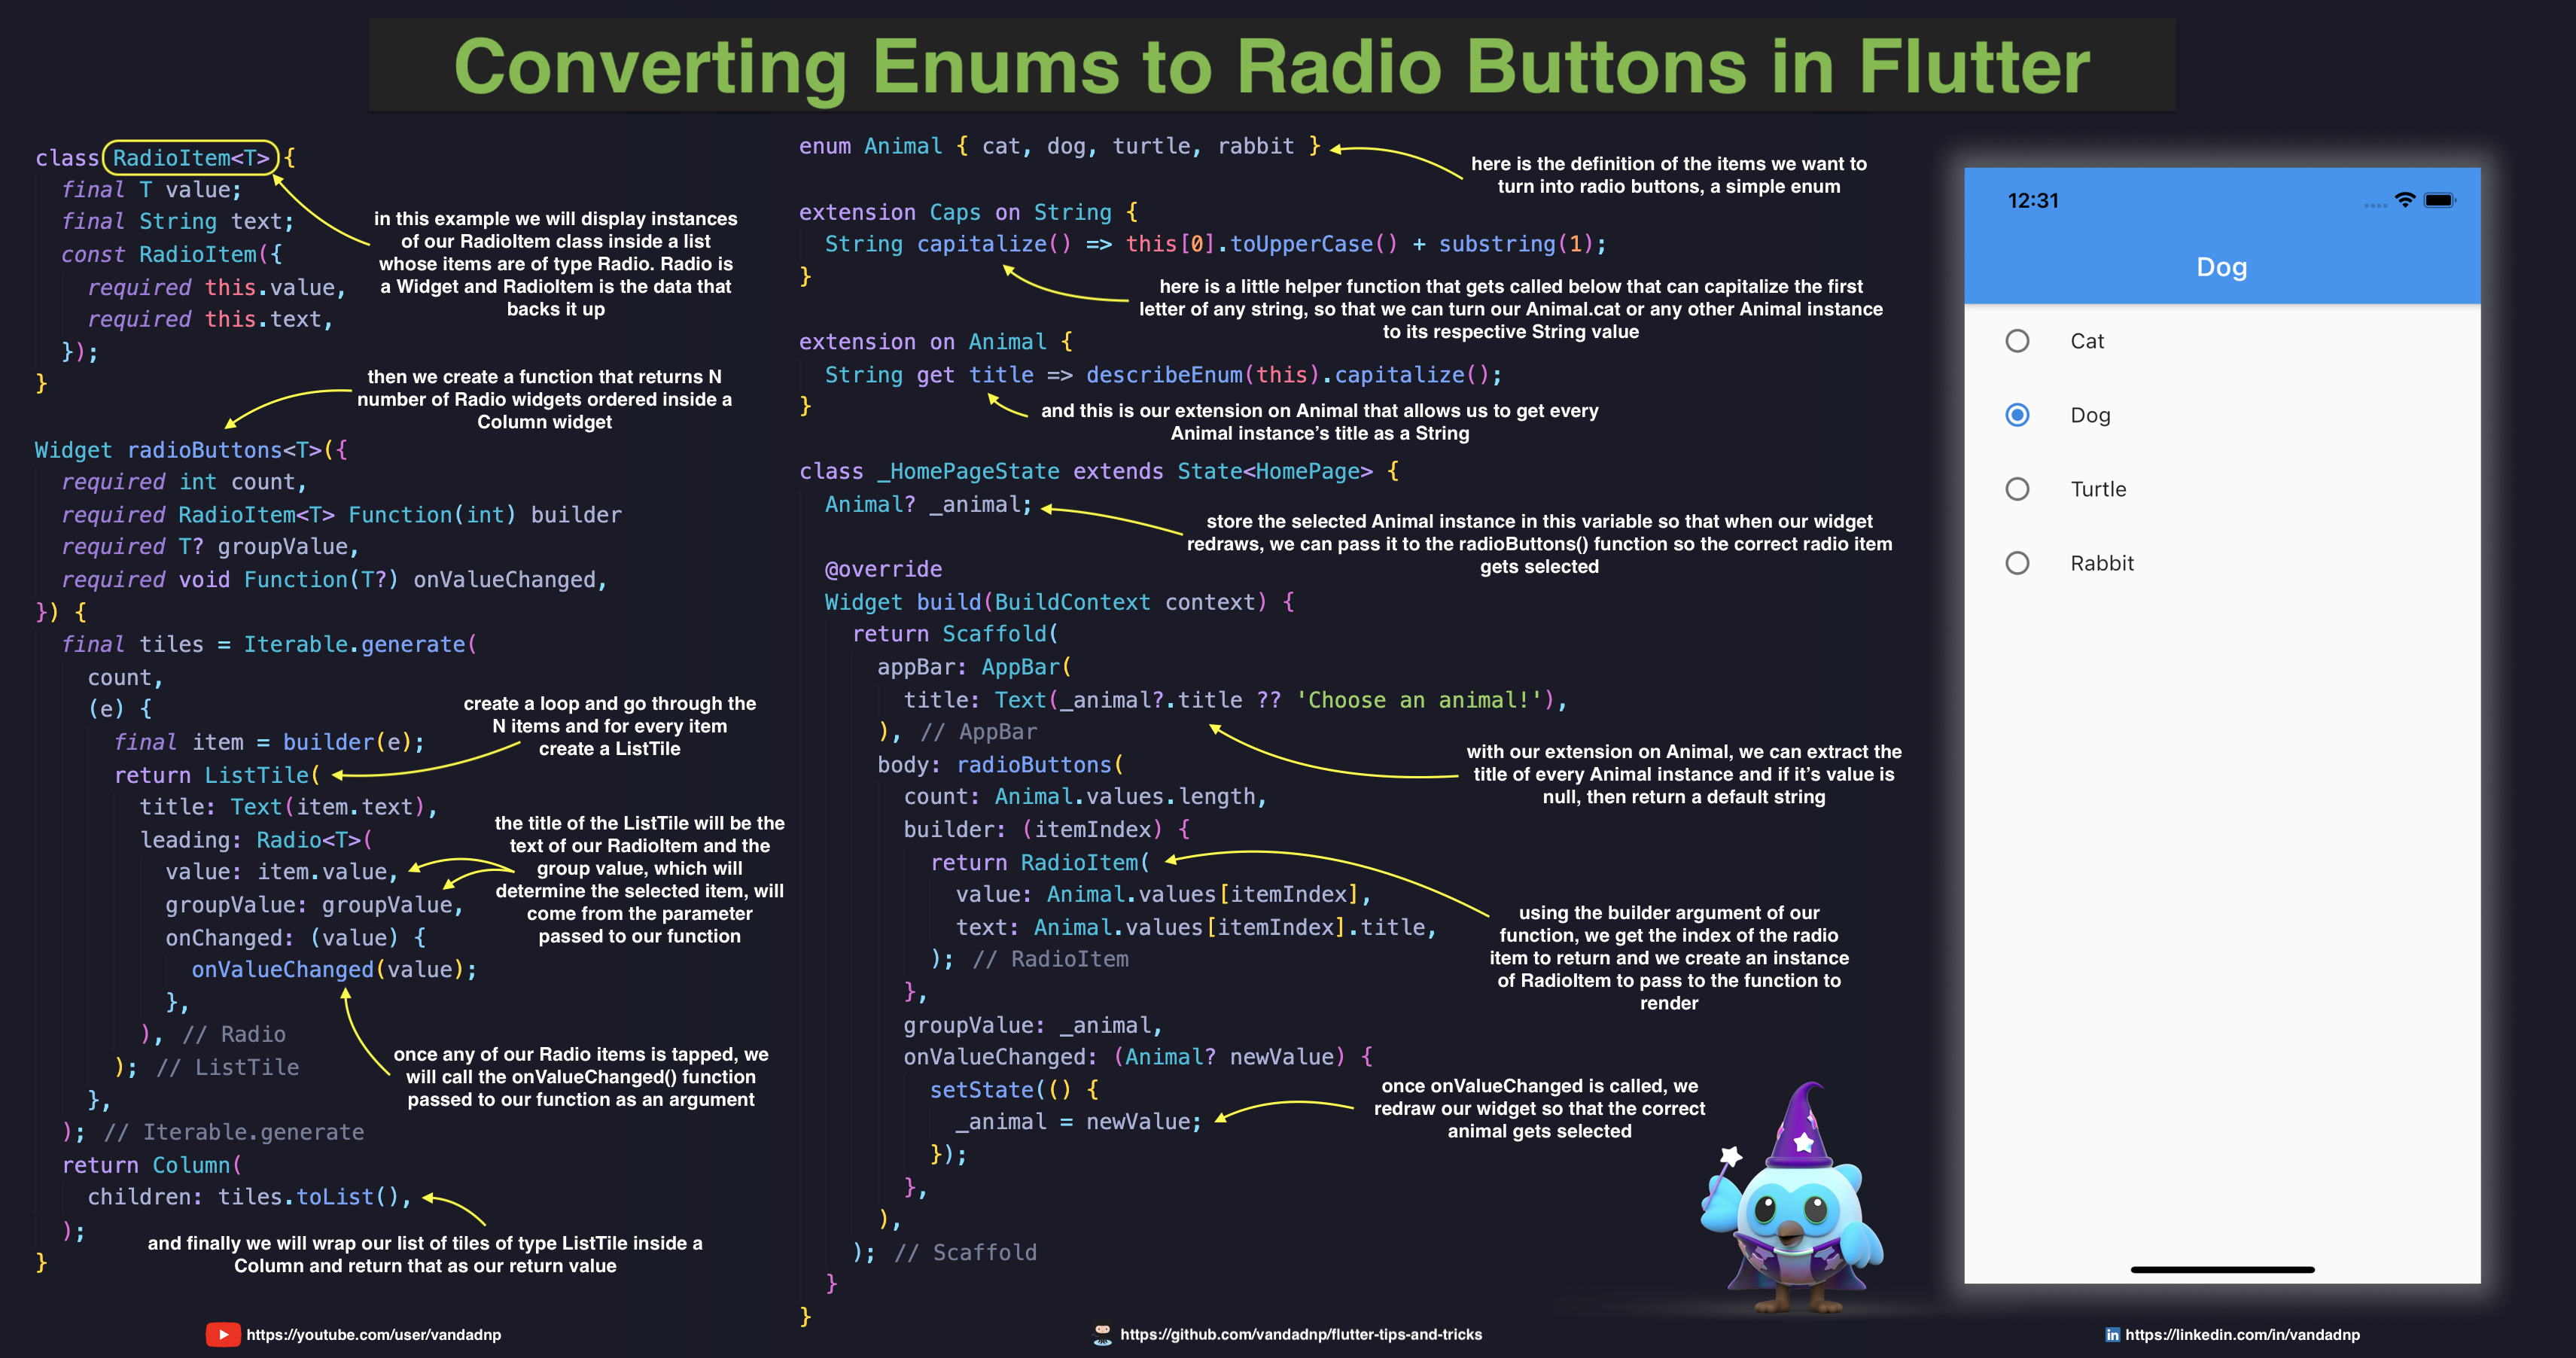 Converting Enums to Radio Buttons in Flutter
class RadioItem<T> {
final T value;
final String text;
const RadioItem({
required this.value,
required this.text,
});
}
in this example we will display instances
of our RadioItem class inside a list
whose items are of type Radio. Radio is
a Widget and RadioItem is the data that
backs it up
then we create a function that returns N
number of Radio widgets ordered inside a
Column widget
Widget radioButtons<T>({
required int count,
required RadioItem<T> Function(int) builder
required T? groupValue,
required void Function(T?) onValueChanged,
}) {
final tiles = Iterable.generate(
count,
(e) {
final item = builder(e);
return ListTile(
title: Text(item.text),
leading: Radio<T>(
value: item.value,
groupValue: groupValue,
onChanged: (value) {
onValueChanged(value);
},
), // Radio
); // ListTile
},
); // Iterable.generate
return Column(
children: tiles.toList(),
);
}
create a loop and go through the
N items and for every item
create a ListTile
the title of the ListTile will be the
text of our RadioItem and the
group value, which will
determine the selected item, will
come from the parameter
passed to our function
once any of our Radio items is tapped, we
will call the onValueChanged() function
passed to our function as an argument
and finally we will wrap our list of tiles of type ListTile inside a
Column and return that as our return value
enum Animal { cat, dog, turtle, rabbit }
here is the definition of the items we want to
turn into radio buttons, a simple enum
extension Caps on String {
String capitalize() => this[0].toUpperCase() + substring(1);
}
here is a little helper function that gets called below that can capitalize the first
letter of any string, so that we can turn our Animal.cat or any other Animal instance
to its respective String value
extension on Animal {
String get title => describeEnum(this).capitalize();
}
and this is our extension on Animal that allows us to get every
Animal instance's title as a String
class _HomePageState extends State<HomePage> {
Animal? _animal;
store the selected Animal instance in this variable so that when our widget
redraws, we can pass it to the radioButtons() function so the correct radio item
gets selected
@override
Widget build(BuildContext context) {
return Scaffold(
appBar: AppBar(
title: Text(_animal?.title ?? 'Choose an animal!'),
), // AppBar
body: radioButtons(
count: Animal.values.length,
builder: (itemIndex) {
return RadioItem(
value: Animal.values[itemIndex],
text: Animal.values[itemIndex].title,
); // RadioItem
},
groupValue: _animal,
onValueChanged: (Animal? newValue) {
setState(() {
_animal = newValue;
});
},
),
); // Scaffold
}
}
with our extension on Animal, we can extract the
title of every Animal instance and if it's value is
null, then return a default string
using the builder argument of our
function, we get the index of the radio
item to return and we create an instance
of RadioItem to pass to the function to
render
once onValueChanged is called, we
redraw our widget so that the correct
animal gets selected
12:31
Dog
Cat
Dog
Turtle
Rabbit
https://youtube.com/user/vandadnp
https://github.com/vandadnp/flutter-tips-and-tricks
in https://linkedin.com/in/vandadnp